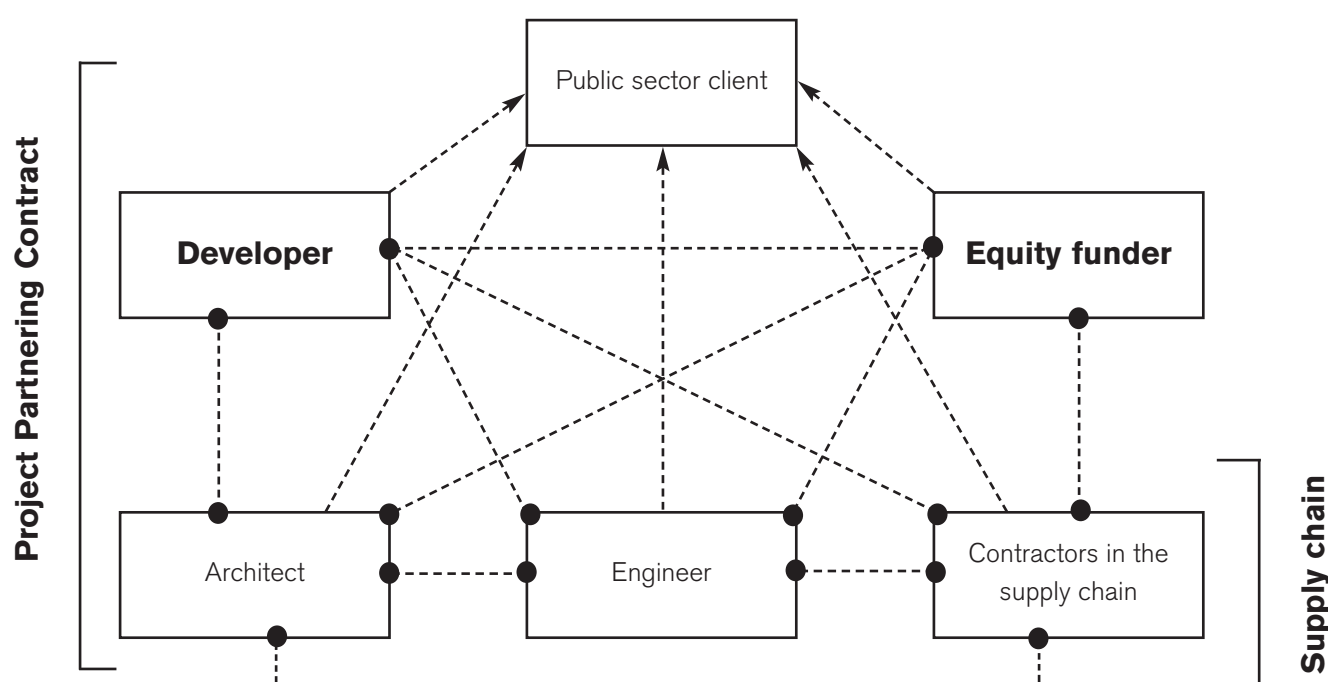 Public sector client
Project Partnering Contract
Developer
Equity funder
Architect
Engineer
Contractors in the
supply chain
Supply chain